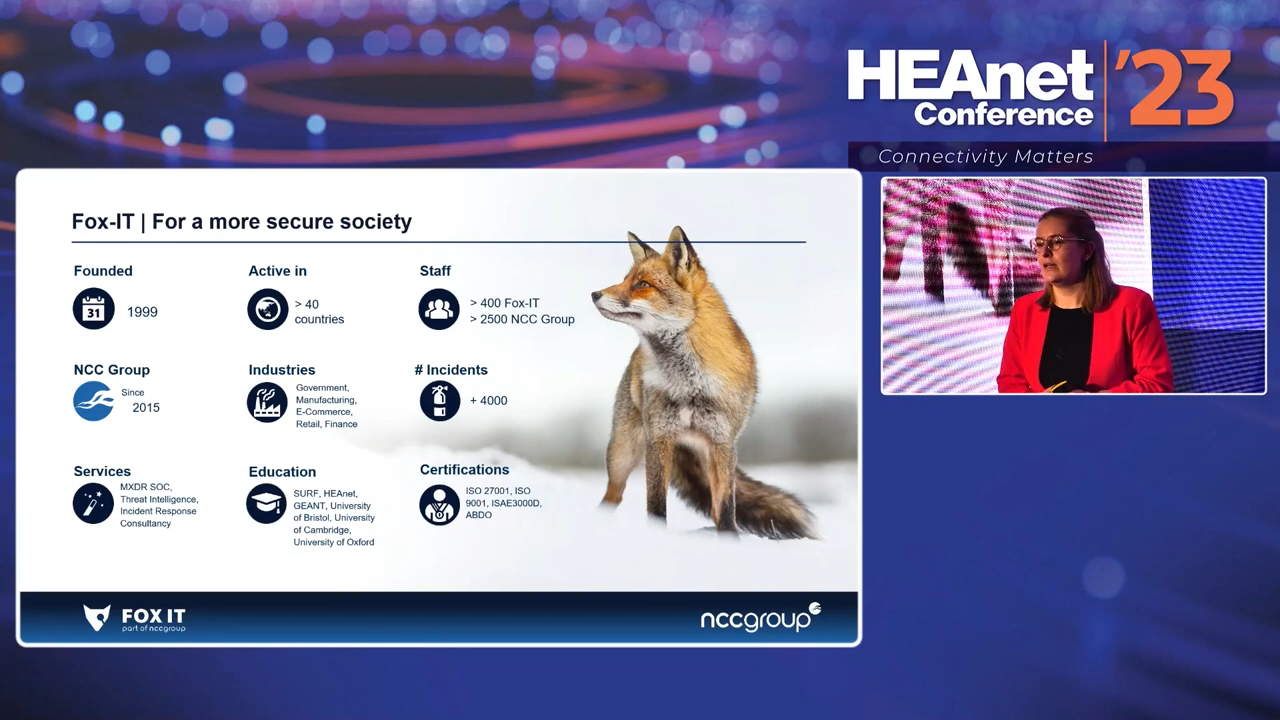 HEAnet
Conference
'23
Connectivity Matters
Fox-IT | For a more secure society
Founded
31
1999
Active in
> 40
countries
Staff
> 400 Fox-IT
> 2500 NCC Group
NCC Group
Since
2015
Industries
Government,
Manufacturing,
E-Commerce,
Retail, Finance
# Incidents
+ 4000
Services
MXDR SOC,
Threat Intelligence,
Incident Response
Consultancy
Education
SURF, HEAnet,
GEANT, University
of Bristol, University
of Cambridge,
University of Oxford
Certifications
ISO 27001, ISO
9001, ISAE3000D,
ABDO
FOX IT
part of nccgroup
nccgroup